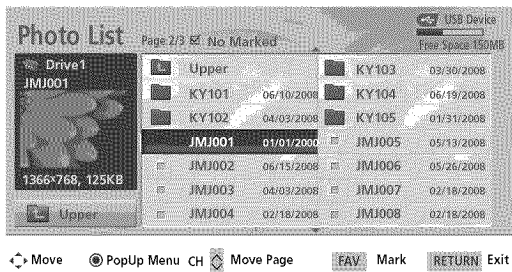 Photo List
Page 2/3 No Marked
USB Device
Free Space 150MB
Drive1
JMJ001
1366x768, 125KB
Upper
Upper
KY101 06/10/2008
KY102 04/03/2008
JMJ001 01/01/2000
JMJ002 06/15/2008
JMJ003 04/03/2008
JMJ004 02/18/2008
KY103 03/30/2008
KY104 06/19/2008
KY105 01/31/2008
JMJ005 05/13/2008
JMJ006 05/26/2008
JMJ007 02/18/2008
JMJ008 02/18/2008
Move PopUp Menu CH Move Page FAV Mark RETURN Exit